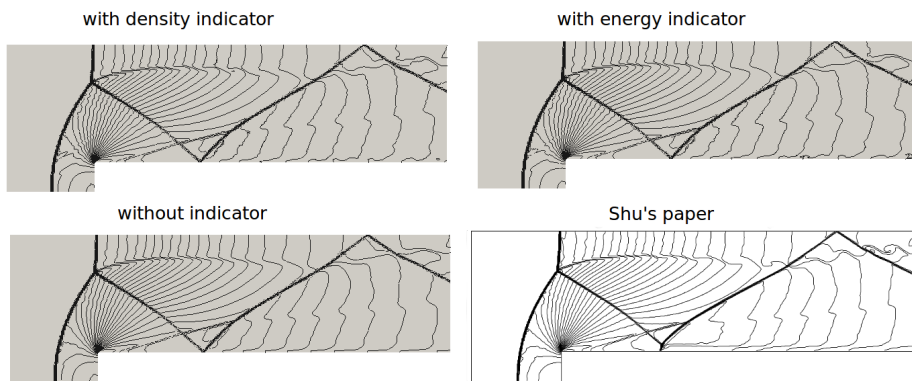 with density indicator
with energy indicator
without indicator
Shu's paper